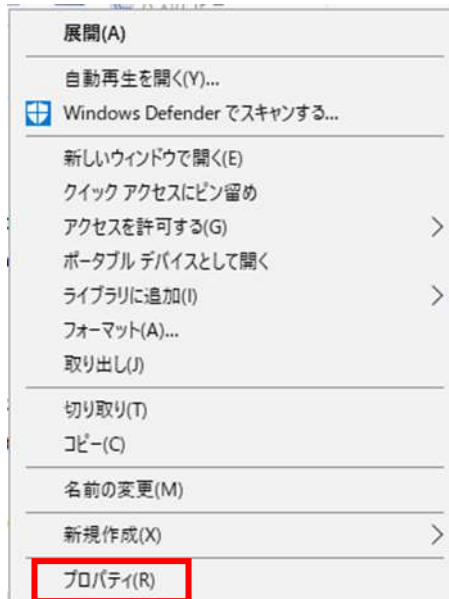 展開(A)
自動再生を開く(Y)...
Windows Defender でスキャンする...
新しいウィンドウで開く(E)
クイック アクセスにピン留め
アクセスを許可する(G)
ポータブル デバイスとして開く
ライブラリに追加(I)
フォーマット(A)...
取り出し(J)
切り取り(T)
コピー(C)
名前の変更(M)
新規作成(X)
プロパティ(R)